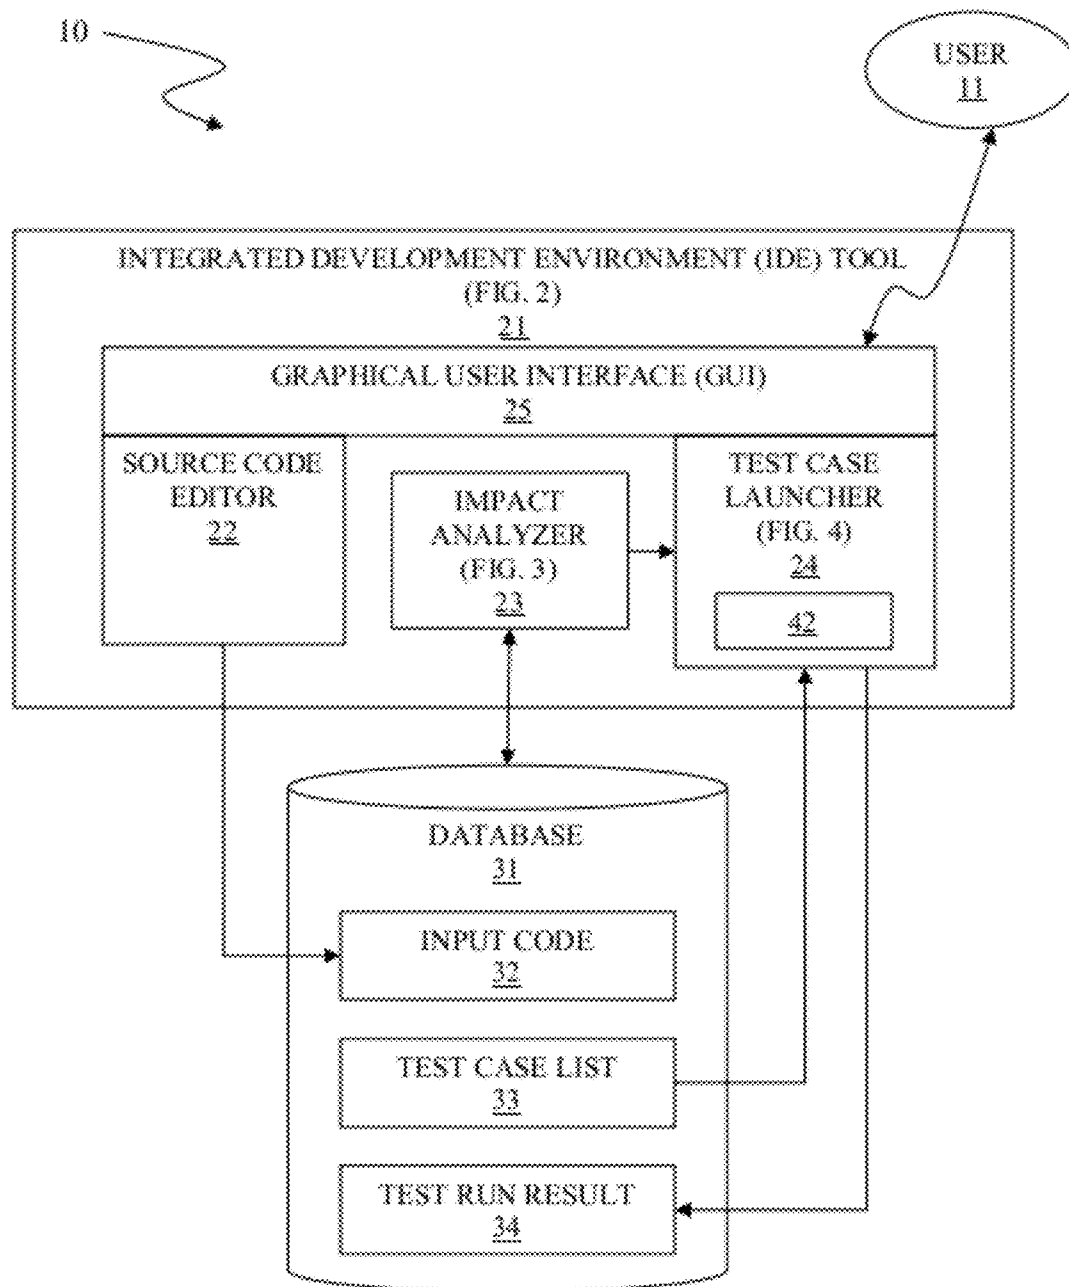 10
USER
11
INTEGRATED DEVELOPMENT ENVIRONMENT (IDE) TOOL
(FIG. 2)
21
GRAPHICAL USER INTERFACE (GUI)
25
SOURCE CODE
EDITOR
22
IMPACT
ANALYZER
(FIG. 3)
23
TEST CASE
LAUNCHER
(FIG. 4)
24
42
DATABASE
31
INPUT CODE
32
TEST CASE LIST
33
TEST RUN RESULT
34